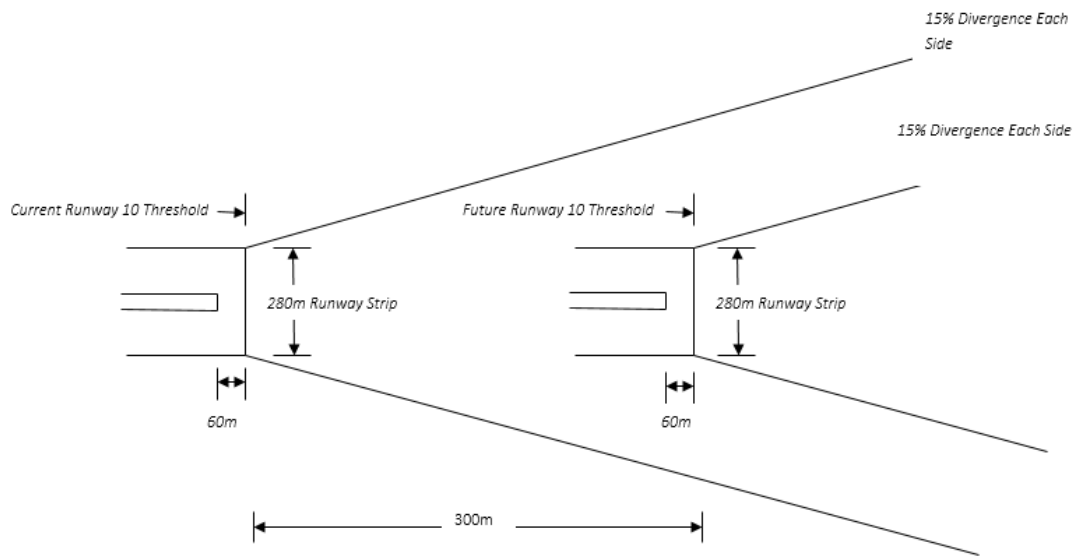 15% Divergence Each
Side
15% Divergence Each Side
Current Runway 10 Threshold
Future Runway 10 Threshold
280m Runway Strip
280m Runway Strip
60m
60m
300m